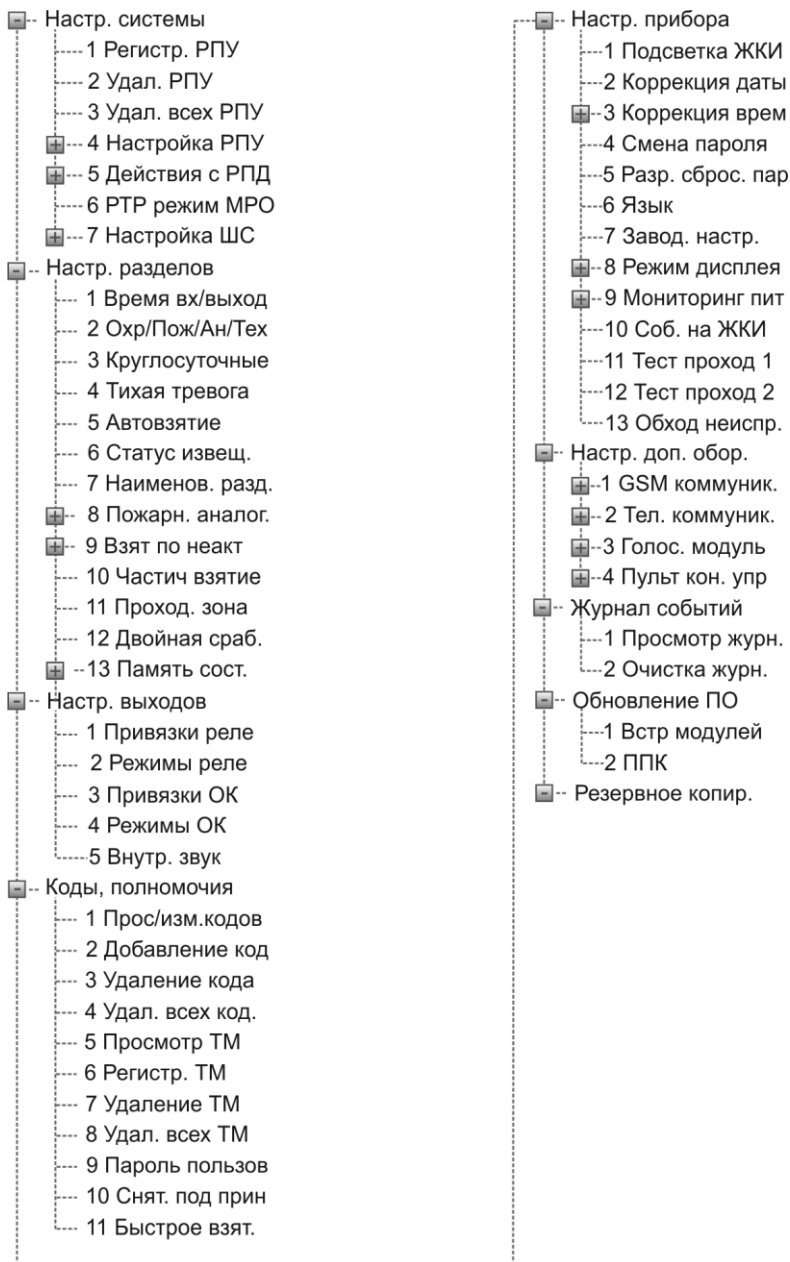 Настр. системы
1 Регистр. РПУ
2 Удал. РПУ
3 Удал. всех РПУ
4 Настройка РПУ
5 Действия с РПД
6 РТР режим МРО
7 Настройка ШС
Настр. разделов
1 Время вх/выход
2 Охр/Пож/Ан/Тех
3 Круглосуточные
4 Тихая тревога
5 Автовзятие
6 Статус извещ.
7 Наименов. разд.
8 Пожарн. аналог.
9 Взят по неакт
10 Частич взятие
11 Проход. зона
12 Двойная сраб.
13 Память сост.
Настр. выходов
1 Привязки реле
2 Режимы реле
3 Привязки ОК
4 Режимы ОК
5 Внутр. звук
Коды, полномочия
1 Прос/изм.кодов
2 Добавление код
3 Удаление кода
4 Удал. всех код.
5 Просмотр ТМ
6 Регистр. ТМ
7 Удаление ТМ
8 Удал. всех ТМ
9 Пароль пользов
10 Снят. под прин
11 Быстрое взят.
Настр. прибора
1 Подсветка ЖКИ
2 Коррекция даты
3 Коррекция врем
4 Смена пароля
5 Разр. сброс. пар
6 Язык
7 Завод. настр.
8 Режим дисплея
9 Мониторинг пит
10 Соб. на ЖКИ
11 Тест проход 1
12 Тест проход 2
13 Обход неиспр.
Настр. доп. обор.
1 GSM коммуник.
2 Тел. коммуник.
3 Голос. модуль
4 Пульт кон. упр
Журнал событий
1 Просмотр журн.
2 Очистка журн.
Обновление ПО
1 Встр модулей
2 ППК
Резервное копир.